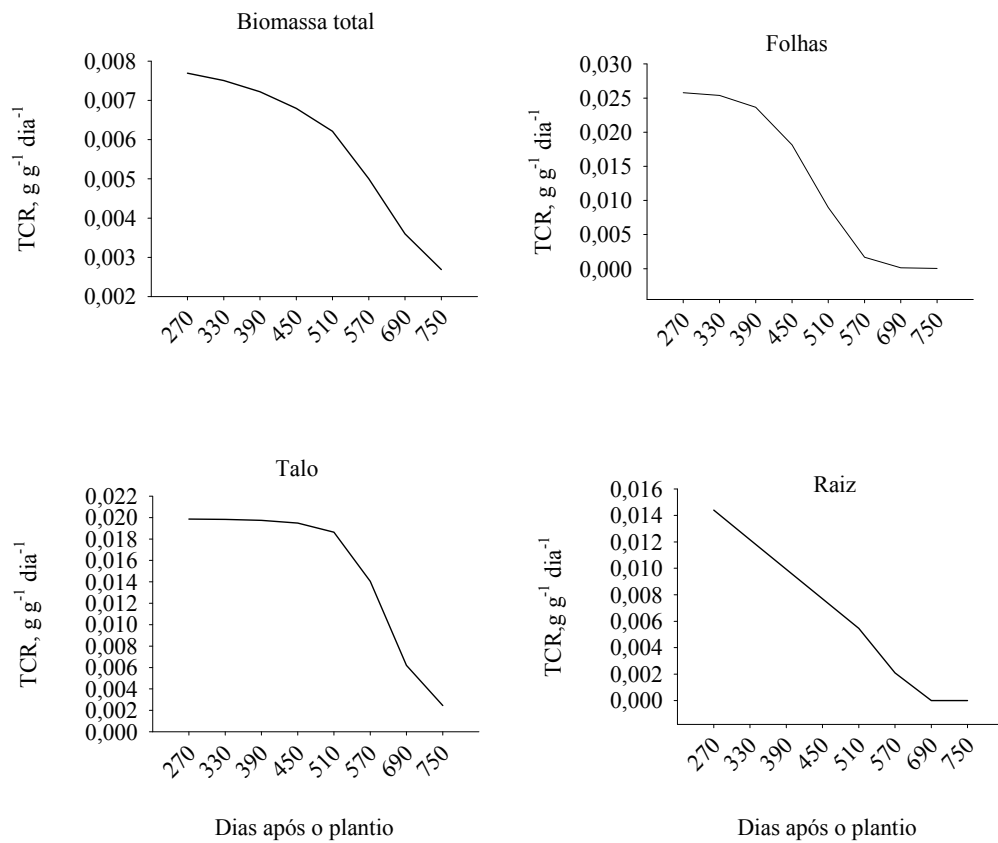 Biomassa total
TCR, g g⁻¹ dia⁻¹
0,008
0,007
0,006
0,005
0,004
0,003
0,002
270 330 390 450 510 570 690 750
Folhas
TCR, g g⁻¹ dia⁻¹
0,030
0,025
0,020
0,015
0,010
0,005
0,000
270 330 390 450 510 570 690 750
Talo
TCR, g g⁻¹ dia⁻¹
0,022
0,020
0,018
0,016
0,014
0,012
0,010
0,008
0,006
0,004
0,002
0,000
270 330 390 450 510 570 690 750
Dias após o plantio
Raiz
TCR,g g⁻¹ dia⁻¹
0,016
0,014
0,012
0,010
0,008
0,006
0,004
0,002
0,000
270 330 390 450 510 570 690 750
Dias após o plantio